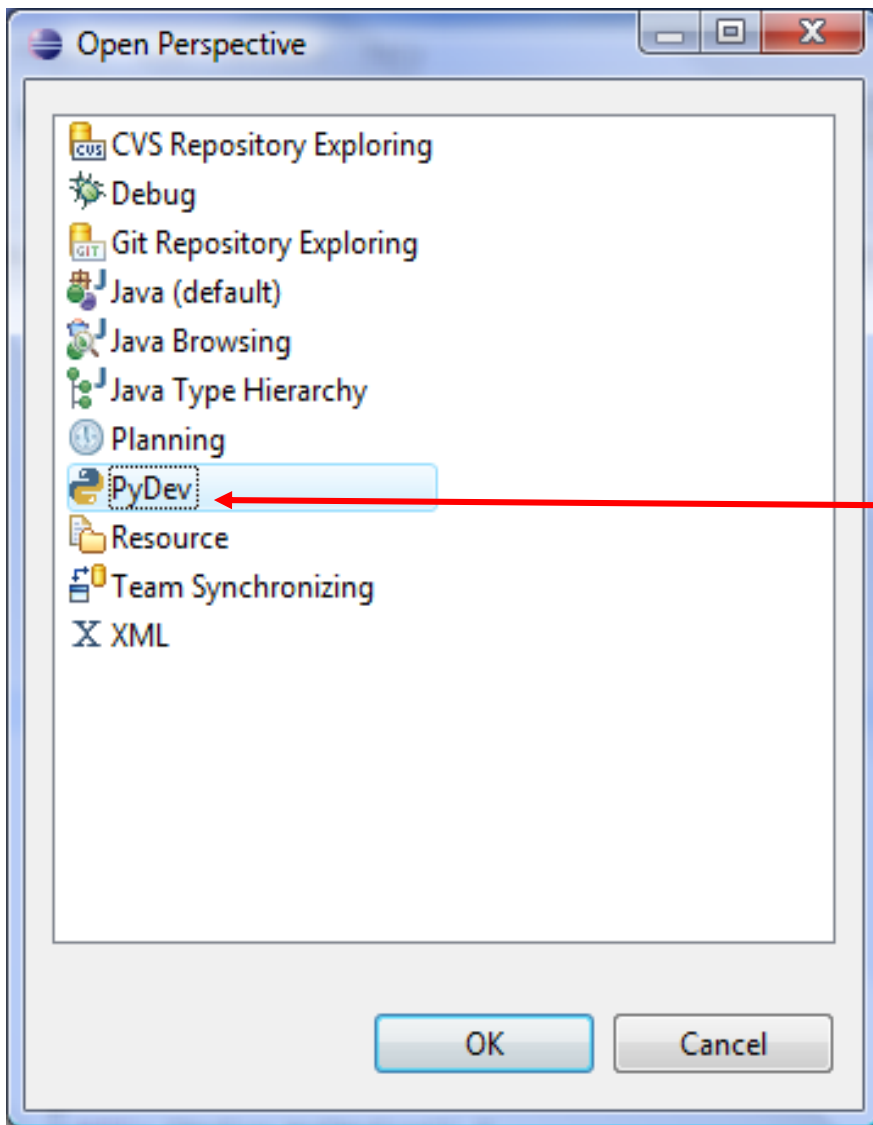 Open Perspective
CVS Repository Exploring
Debug
Git Repository Exploring
Java (default)
Java Browsing
Java Type Hierarchy
Planning
PyDev
Resource
Team Synchronizing
XML
OK Cancel